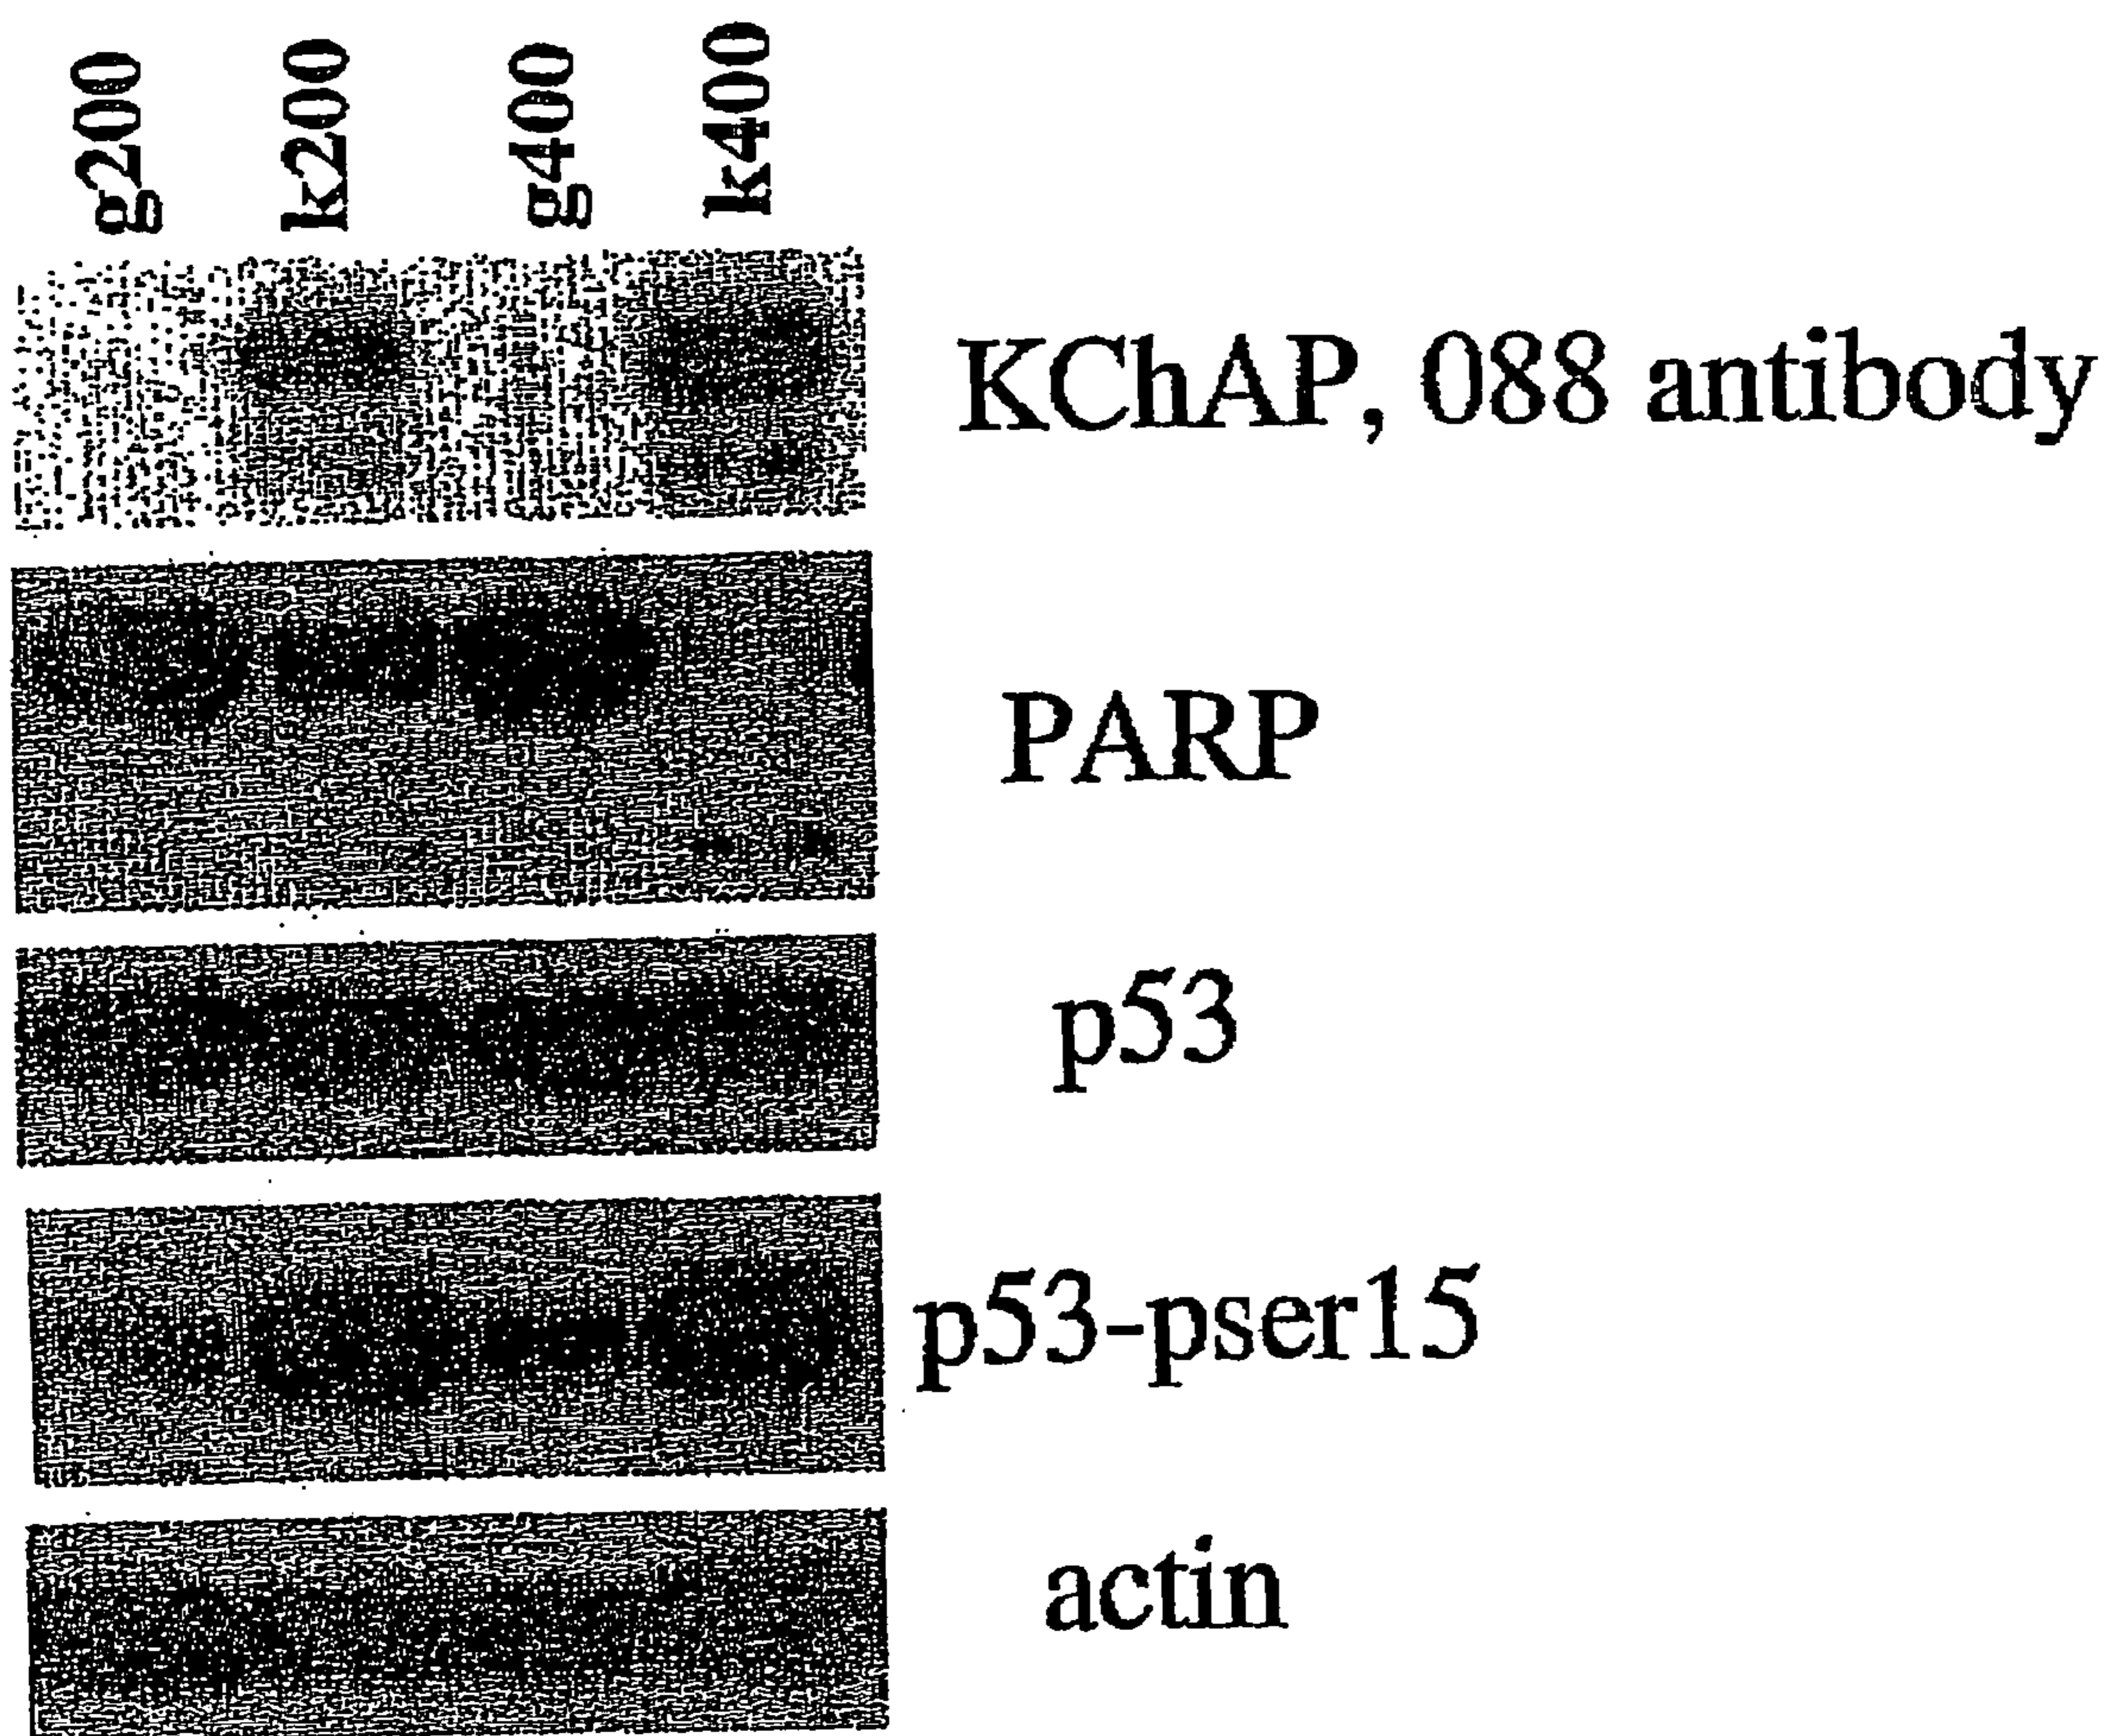 g200
k200
g400
k400
KChAP, 088 antibody
PARP
p53
p53-pser15
actin